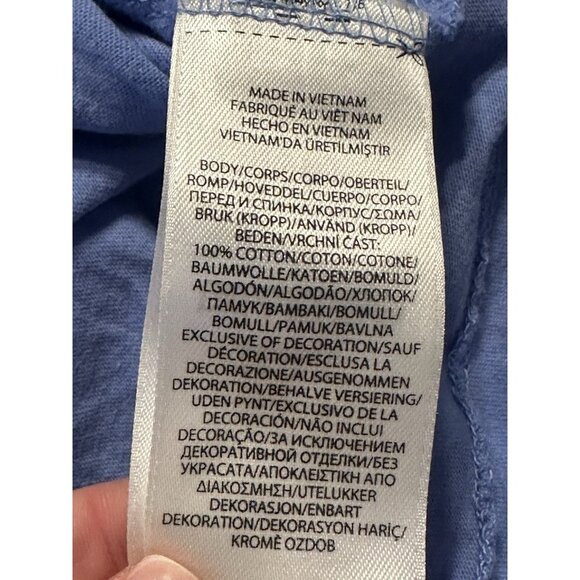 MADE IN VIETNAM
FABRIQUÉ AU VIÊT NAM
HECHO EN VIETNAM
VIETNAM'DA ÜRETİLMİŞTİR
BODY/CORPS/CORPO/OBERTEIL/
ROMP/HOVEDDEL/CUERPO/CORPO/
ПЕРЕД И СПИНКА/КОРПУС/ΣΩΜΑ/
BRUK (KROPP)/ANVÄND (KROPP)/
BEDEN/VRCHNÍ ČÁST:
100% COTTON/COTON/COTONE/
BAUMWOLLE/KATOEN/BOMULD/
ALGODÓN/ALGODÃO/ХЛОПОК/
ПАМУК/ΒΑΜΒΑΚΙ/BOMULL/
BOMULL/PAMUK/BAVLNA
EXCLUSIVE OF DECORATION/SAUF
DÉCORATION/ESCLUSA LA
DECORAZIONE/AUSGENOMMEN
DEKORATION/BEHALVE VERSIERING/
UDEN PYNT/EXCLUSIVO DE LA
DECORACIÓN/NÃO INCLUI
DECORAÇÃO/ЗА ИСКЛЮЧЕНИЕМ
ДЕКОРАТИВНОЙ ОТДЕЛКИ/БЕЗ
УКРАСАТА/ΑΠΟΚΛΕΙΣΤΙΚΗ ΑΠΟ
ΔΙΑΚΟΣΜΗΣΗ/UTELUKKER
DEKORASJON/ENBART
DEKORATION/DEKORASYON HARİÇ/
KROMĚ OZDOB